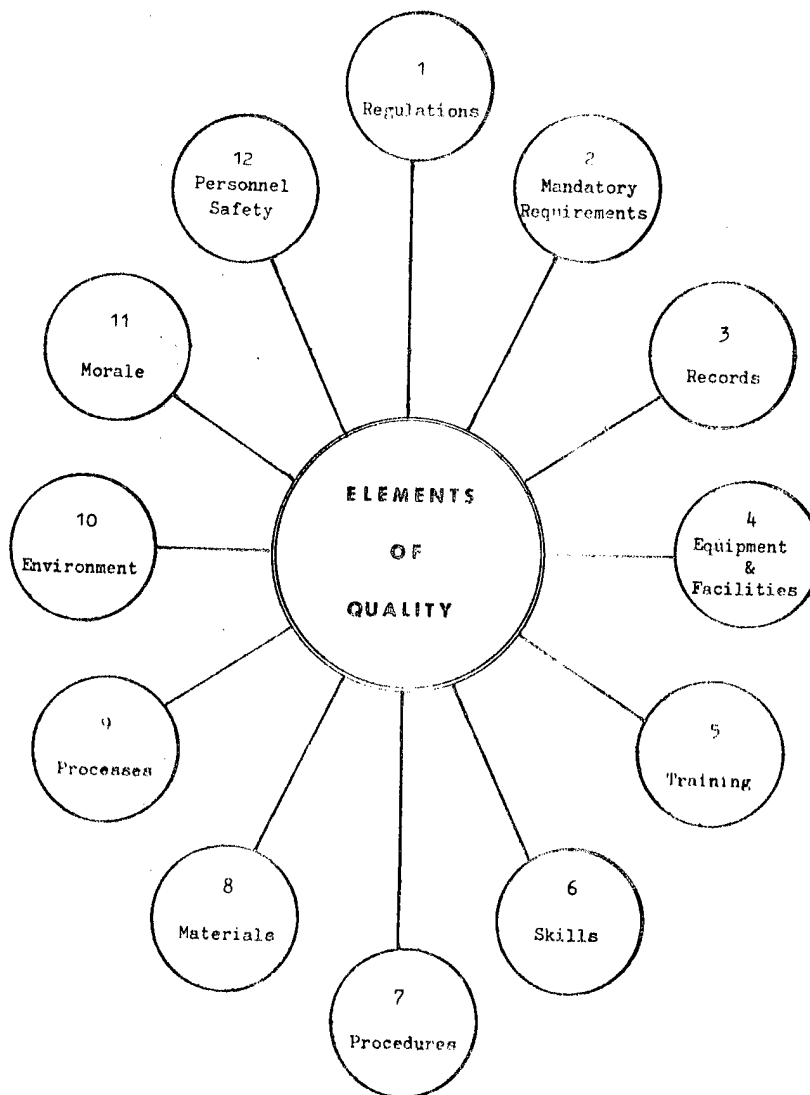 1
Regulations
2
Mandatory
Requirements
3
Records
4
Equipment
&
Facilities
5
Training
6
Skills
7
Procedures
8
Materials
9
Processes
10
Environment
11
Morale
12
Personnel
Safety
ELEMENTS
OF
QUALITY